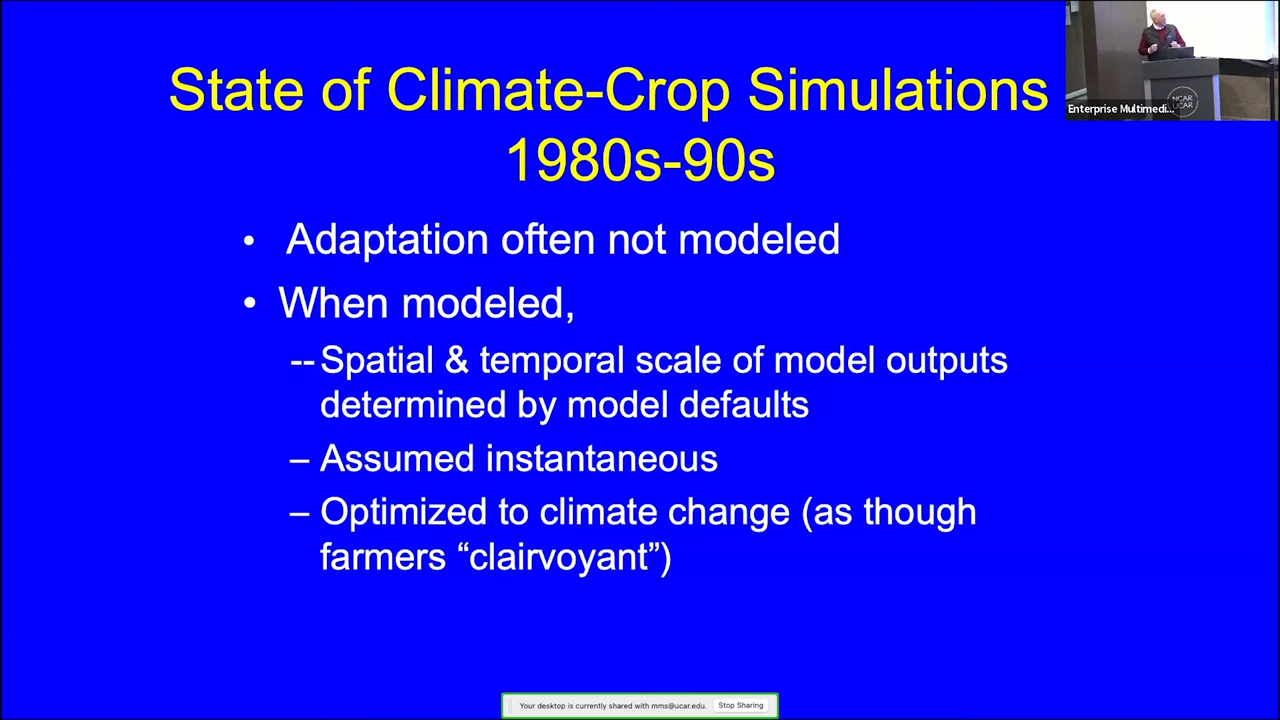 State of Climate-Crop Simulations
1980s-90s
• Adaptation often not modeled
• When modeled,
-- Spatial & temporal scale of model outputs
determined by model defaults
– Assumed instantaneous
– Optimized to climate change (as though
farmers “clairvoyant”)
Enterprise Multimedi...
NCAR
UCAR
Your desktop is currently shared with mms@ucar.edu. Stop Sharing